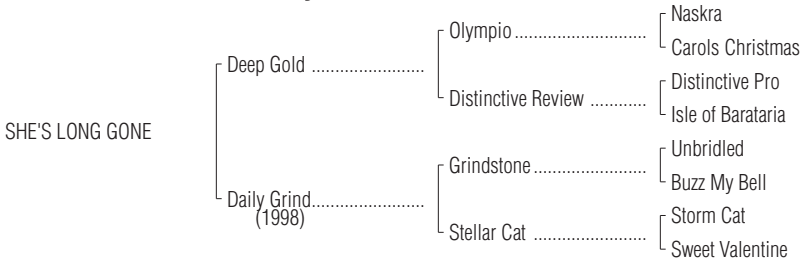 Naskra
Olympio
Carols Christmas
Deep Gold
Distinctive Pro
Distinctive Review
Isle of Barataria
SHE'S LONG GONE
Unbridled
Grindstone
Buzz My Bell
Daily Grind
(1998)
Storm Cat
Stellar Cat
Sweet Valentine